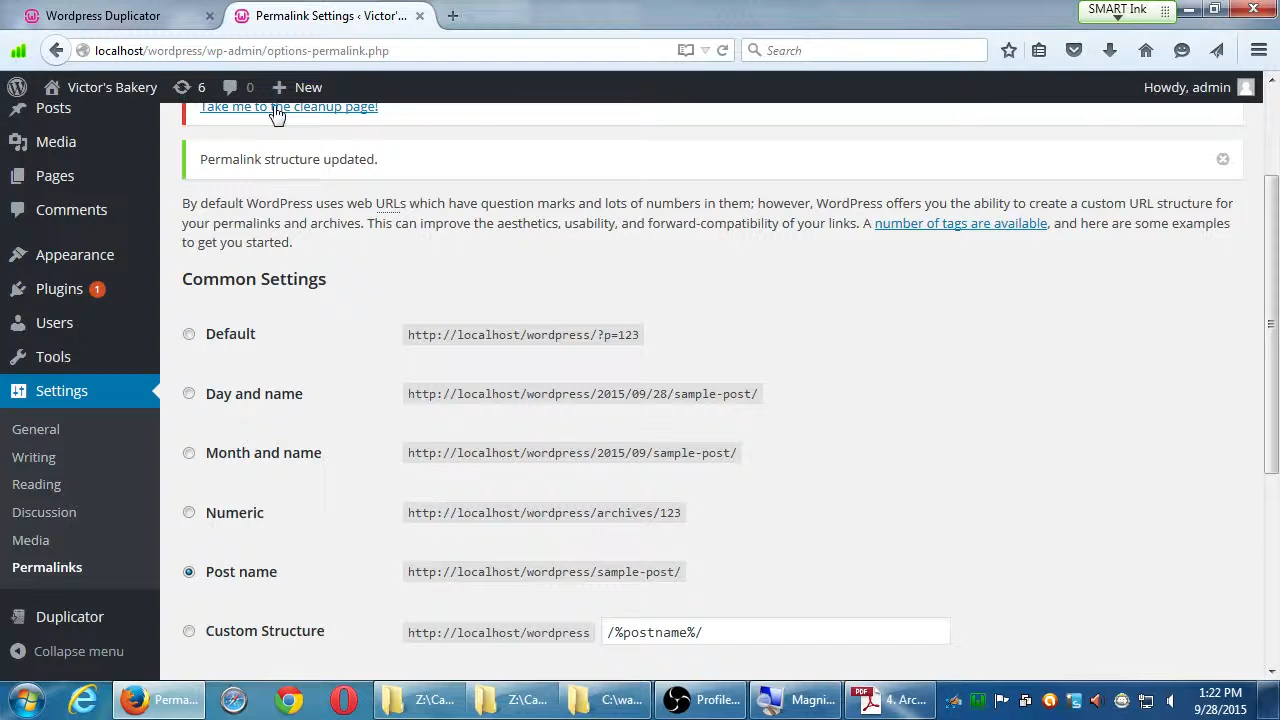 Wordpress Duplicator
Permalink Settings ‹ Victor'...
SMART Ink
localhost/wordpress/wp-admin/options-permalink.php
Search
Victor's Bakery
6
0
New
Howdy, admin
Posts
Media
Pages
Comments
Appearance
Plugins 1
Users
Tools
Settings
General
Writing
Reading
Discussion
Media
Permalinks
Duplicator
Collapse menu
Take me to the cleanup page!
Permalink structure updated.
By default WordPress uses web URLs which have question marks and lots of numbers in them; however, WordPress offers you the ability to create a custom URL structure for
your permalinks and archives. This can improve the aesthetics, usability, and forward-compatibility of your links. A number of tags are available, and here are some examples
to get you started.
Common Settings
Default http://localhost/wordpress/?p=123
Day and name http://localhost/wordpress/2015/09/28/sample-post/
Month and name http://localhost/wordpress/2015/09/sample-post/
Numeric http://localhost/wordpress/archives/123
Post name http://localhost/wordpress/sample-post/
Custom Structure http://localhost/wordpress /%postname%/
Perma... Z:\Ca... Z:\Ca... C:\wa... Profile... Magni... PDF 4. Arc...
1:22 PM
9/28/2015